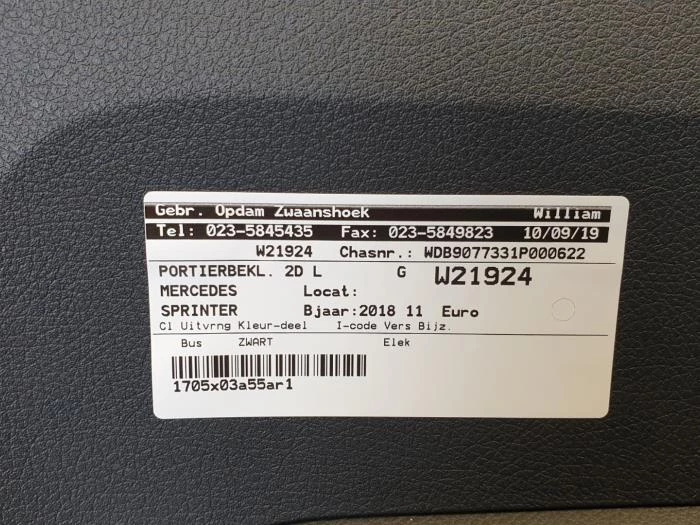 Gebr. Opdam Zwaanshoek William
Tel: 023-5845435 Fax: 023-5849823 10/09/19
W21924 Chasnr.: WDB9077331P000622
PORTIERBEKL. 2D L G W21924
MERCEDES Locat:
SPRINTER Bjaar:2018 11 Euro
Cl Uitvrng Kleur-deel I-code Vers Bijz.
Bus ZWART Elek
1705x03a55ar1